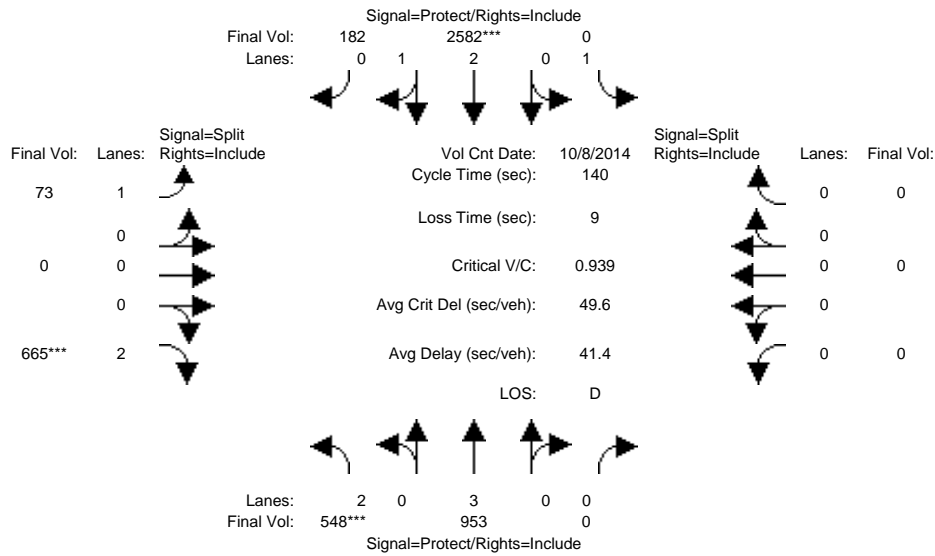 Signal=Protect/Rights=Include
Final Vol: 182 2582*** 0
Lanes: 0 1 2 0 1
Signal=Split
Final Vol: Lanes: Rights=Include
Vol Cnt Date: 10/8/2014
Signal=Split
Rights=Include Lanes: Final Vol:
Cycle Time (sec): 140
73 1
0 0
Loss Time (sec): 9
0
0
0 0
Critical V/C: 0.939
0 0
0
Avg Crit Del (sec/veh): 49.6
0
665*** 2
Avg Delay (sec/veh): 41.4
0 0
LOS: D
Lanes: 2 0 3 0 0
Final Vol: 548*** 953 0
Signal=Protect/Rights=Include